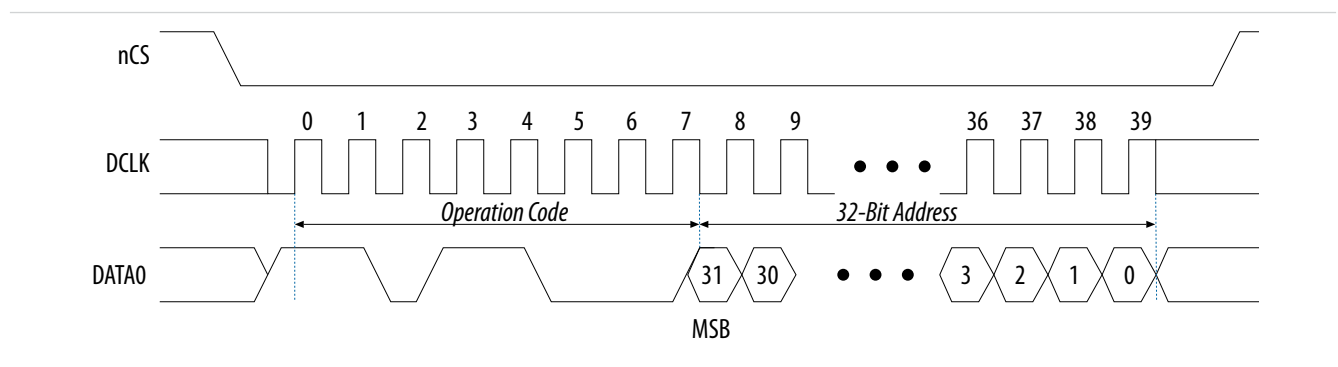 nCS
0 1 2 3 4 5 6 7 8 9 36 37 38 39
DCLK
Operation Code 32-Bit Address
DATA0 31 30 3 2 1 0
MSB